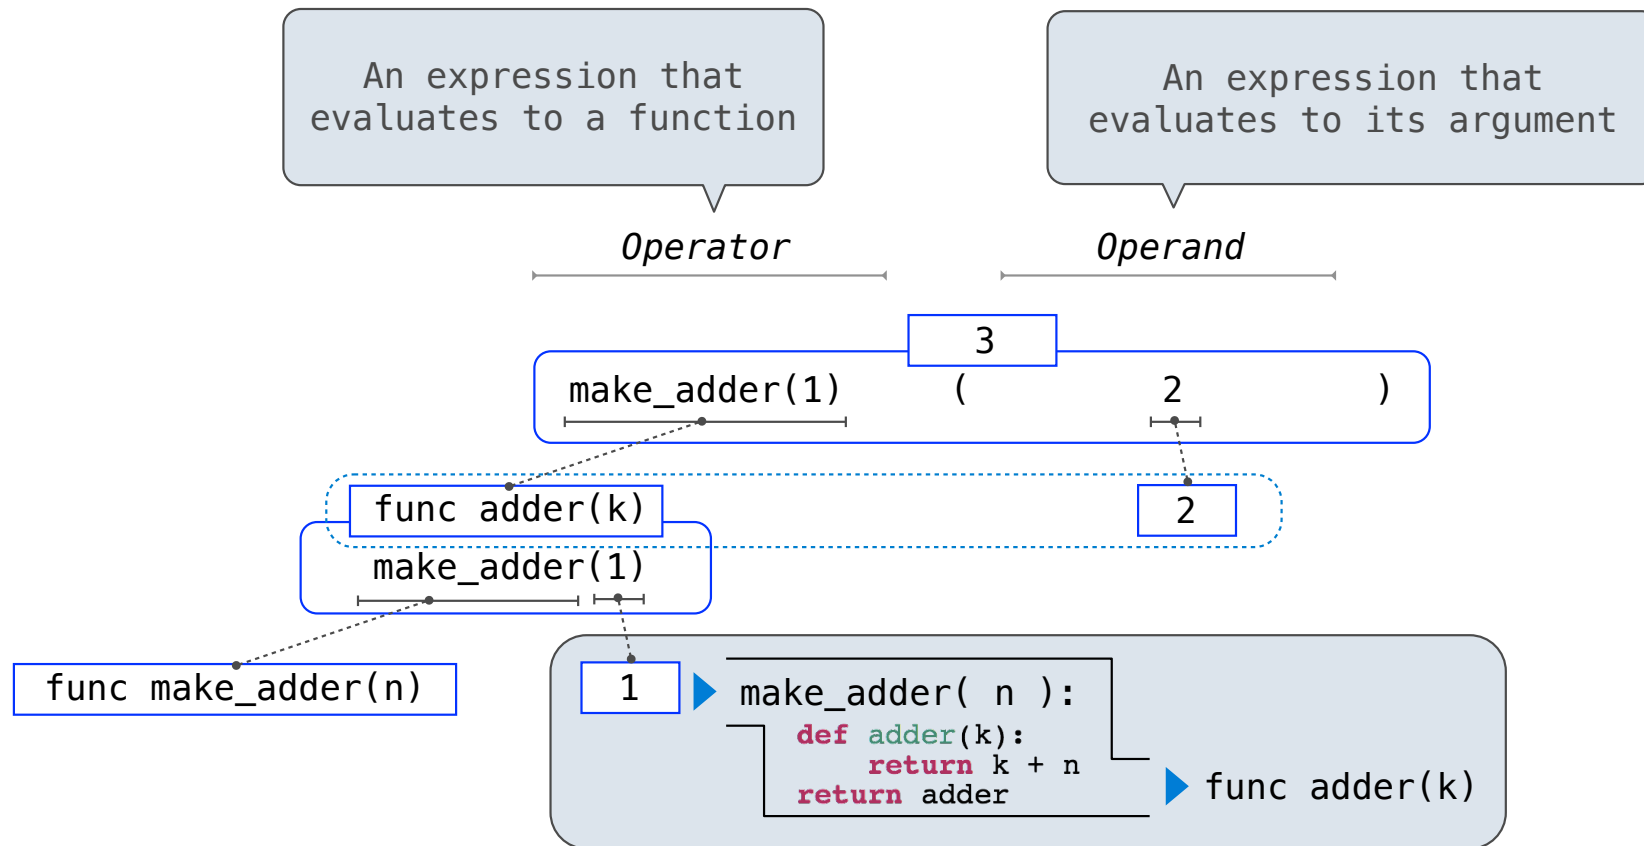 An expression that
evaluates to a function
An expression that
evaluates to its argument
Operator
Operand
3
make_adder(1) ( 2 )
func adder(k)
2
make_adder(1)
func make_adder(n)
1
make_adder( n ):
def adder(k):
return k + n
return adder
func adder(k)